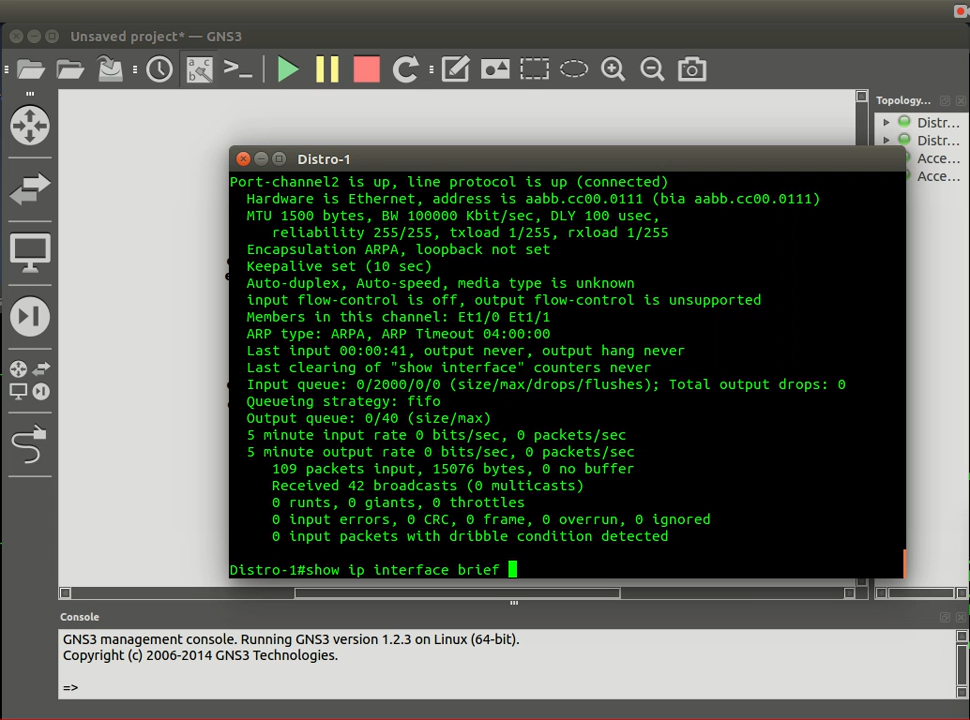 Unsaved project* — GNS3
Topology...
Distr...
Distr...
Acce...
Acce...
Distro-1
Port-channel2 is up, line protocol is up (connected)
Hardware is Ethernet, address is aabb.cc00.0111 (bia aabb.cc00.0111)
MTU 1500 bytes, BW 100000 Kbit/sec, DLY 100 usec,
reliability 255/255, txload 1/255, rxload 1/255
Encapsulation ARPA, loopback not set
Keepalive set (10 sec)
Auto-duplex, Auto-speed, media type is unknown
input flow-control is off, output flow-control is unsupported
Members in this channel: Et1/0 Et1/1
ARP type: ARPA, ARP Timeout 04:00:00
Last input 00:00:41, output never, output hang never
Last clearing of "show interface" counters never
Input queue: 0/2000/0/0 (size/max/drops/flushes); Total output drops: 0
Queueing strategy: fifo
Output queue: 0/40 (size/max)
5 minute input rate 0 bits/sec, 0 packets/sec
5 minute output rate 0 bits/sec, 0 packets/sec
109 packets input, 15076 bytes, 0 no buffer
Received 42 broadcasts (0 multicasts)
0 runts, 0 giants, 0 throttles
0 input errors, 0 CRC, 0 frame, 0 overrun, 0 ignored
0 input packets with dribble condition detected
Distro-1#show ip interface brief
Console
GNS3 management console. Running GNS3 version 1.2.3 on Linux (64-bit).
Copyright (c) 2006-2014 GNS3 Technologies.
=>